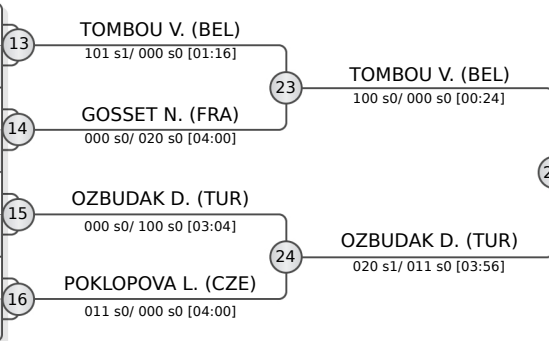 TOMBOU V. (BEL)
13
101 s1/ 000 s0 [01:16]
23
TOMBOU V. (BEL)
100 s0/ 000 s0 [00:24]
GOSSET N. (FRA)
14
000 s0/ 020 s0 [04:00]
OZBUDAK D. (TUR)
15
000 s0/ 100 s0 [03:04]
24
OZBUDAK D. (TUR)
020 s1/ 011 s0 [03:56]
POKLOPOVA L. (CZE)
16
011 s0/ 000 s0 [04:00]